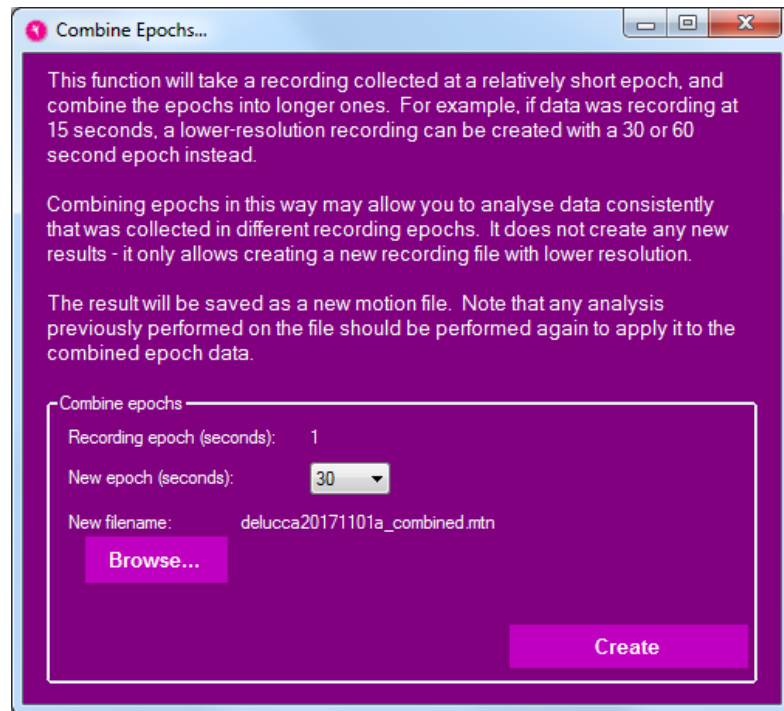 Combine Epochs...
This function will take a recording collected at a relatively short epoch, and
combine the epochs into longer ones.  For example, if data was recording at
15 seconds, a lower-resolution recording can be created with a 30 or 60
second epoch instead.
Combining epochs in this way may allow you to analyse data consistently
that was collected in different recording epochs.  It does not create any new
results - it only allows creating a new recording file with lower resolution.
The result will be saved as a new motion file.  Note that any analysis
previously performed on the file should be performed again to apply it to the
combined epoch data.
Combine epochs
Recording epoch (seconds): 1
New epoch (seconds): 30
New filename: delucca20171101a_combined.mtn
Browse...
Create